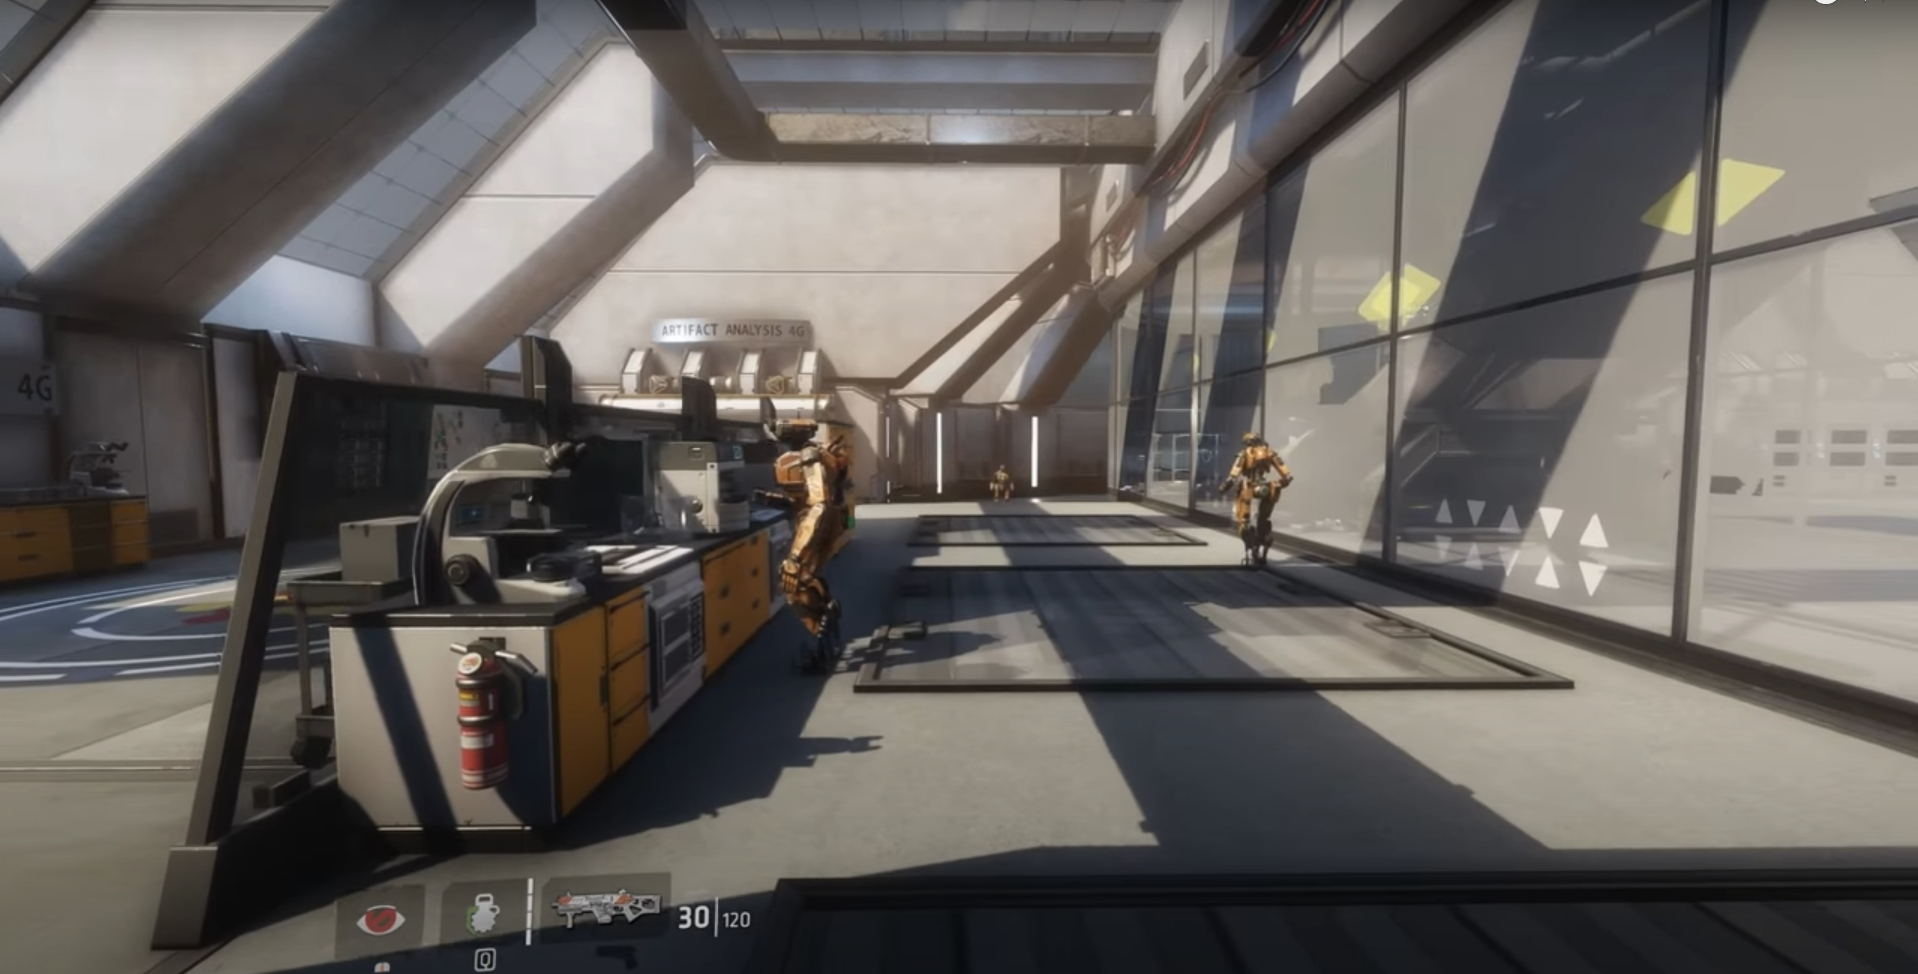 ARTIFACT ANALYSIS 4G
4G
30|120
Q